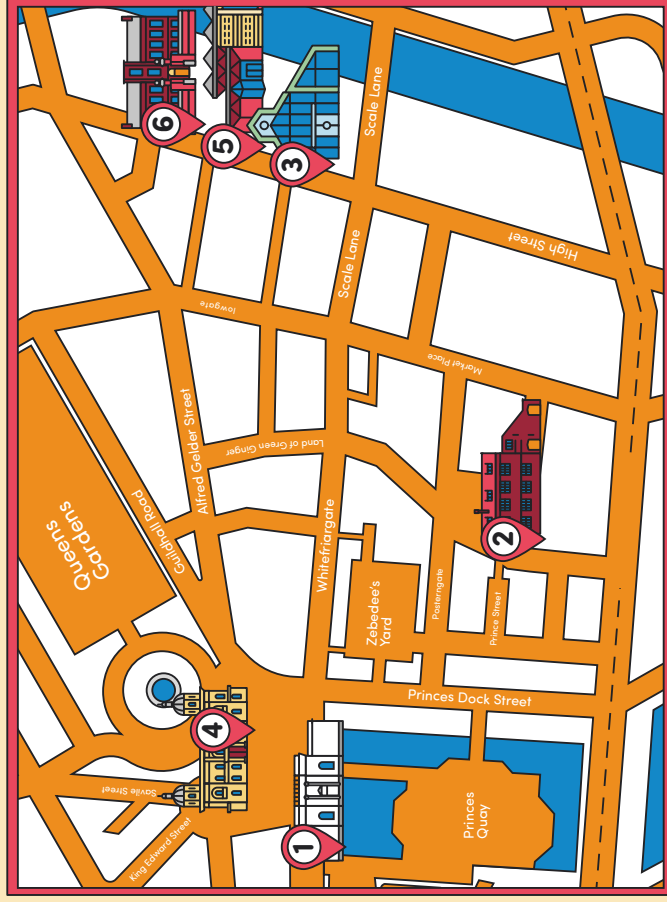 6
5
3
Scale Lane
High Street
Scale Lane
lowgate
Market Place
Queens
Gardens
Guildhall Road
Alfred Gelder Street
Land of Green Ginger
Whitefriargate
2
Zebedee's
Yard
Posterngate
Prince Street
4
Princes Dock Street
Savile Street
King Edward Street
1
Princes
Quay